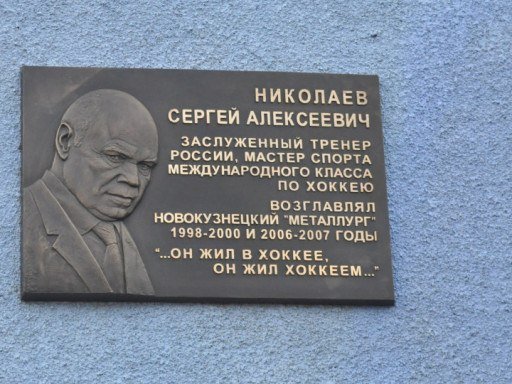 НИКОЛАЕВ
СЕРГЕЙ АЛЕКСЕЕВИЧ
ЗАСЛУЖЕННЫЙ ТРЕНЕР
РОССИИ, МАСТЕР СПОРТА
МЕЖДУНАРОДНОГО КЛАССА
ПО ХОККЕЮ
ВОЗГЛАВЛЯЛ
НОВОКУЗНЕЦКИЙ "МЕТАЛЛУРГ"
1998-2000 И 2006-2007 ГОДЫ
"...ОН ЖИЛ В ХОККЕЕ,
ОН ЖИЛ ХОККЕЕМ..."